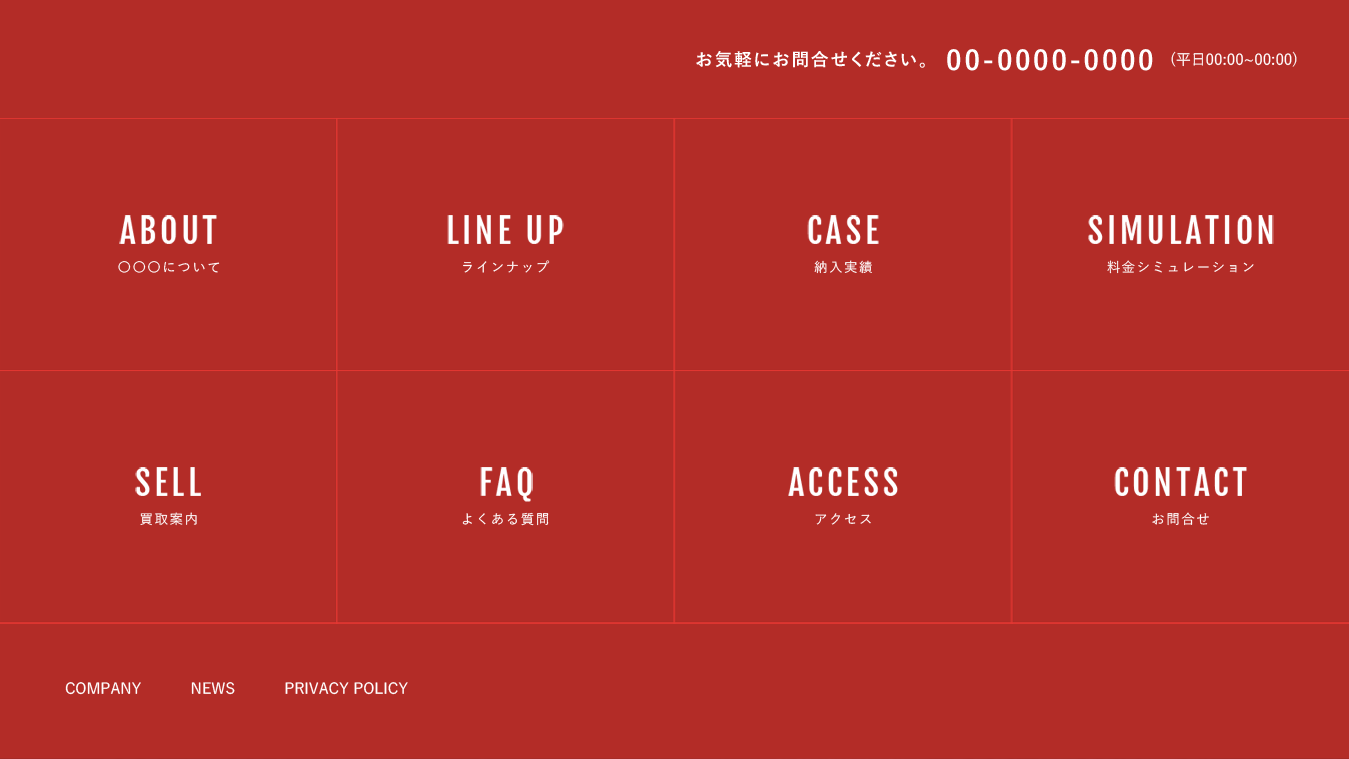 お気軽にお問合せください。 00-0000-0000 (平日00:00~00:00)
ABOUT
〇〇〇について
LINE UP
ラインナップ
CASE
納入実績
SIMULATION
料金シミュレーション
SELL
買取案内
FAQ
よくある質問
ACCESS
アクセス
CONTACT
お問合せ
COMPANY NEWS PRIVACY POLICY